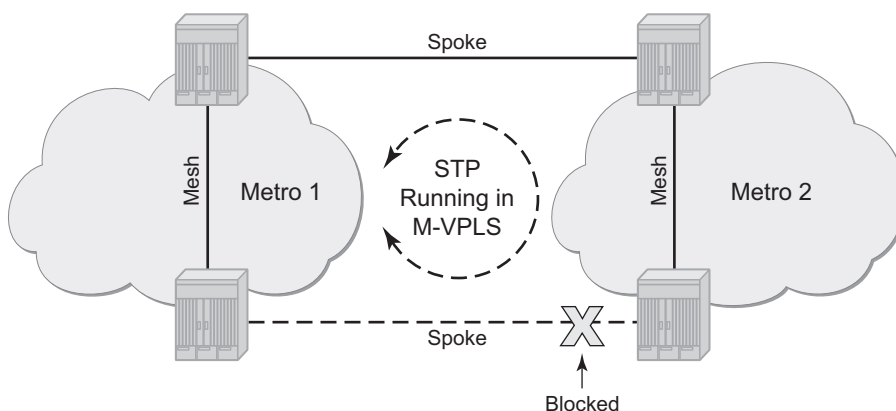 Spoke
Mesh
Metro 1
STP
Running in
M-VPLS
Mesh
Metro 2
Spoke
X
Blocked